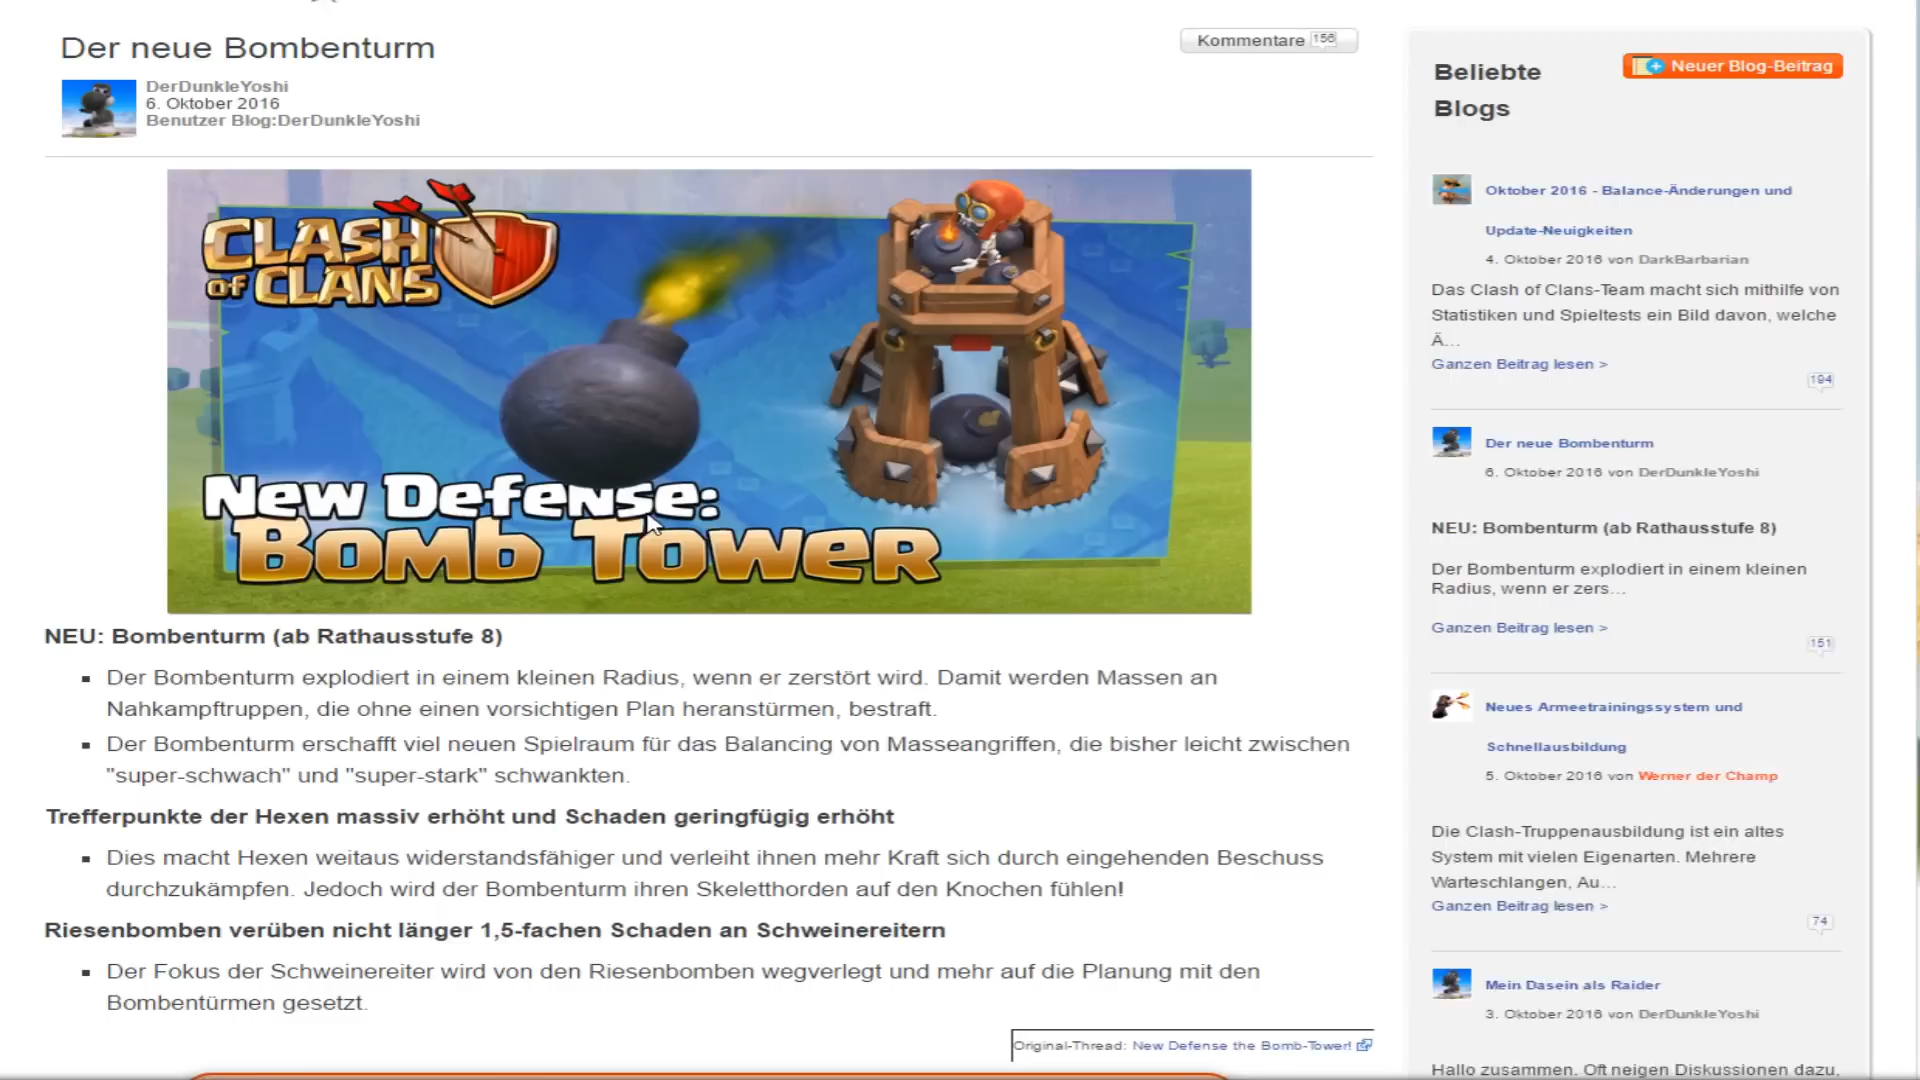 Der neue Bombenturm
Kommentare 156
DerDunkleYoshi
6. Oktober 2016
Benutzer Blog:DerDunkleYoshi
CLASH
of CLANS
New Defense:
Bomb Tower
NEU: Bombenturm (ab Rathausstufe 8)
Der Bombenturm explodiert in einem kleinen Radius, wenn er zerstört wird. Damit werden Massen an
Nahkampftruppen, die ohne einen vorsichtigen Plan heranstürmen, bestraft.
Der Bombenturm erschafft viel neuen Spielraum für das Balancing von Masseangriffen, die bisher leicht zwischen
"super-schwach" und "super-stark" schwankten.
Trefferpunkte der Hexen massiv erhöht und Schaden geringfügig erhöht
Dies macht Hexen weitaus widerstandsfähiger und verleiht ihnen mehr Kraft sich durch eingehenden Beschuss
durchzukämpfen. Jedoch wird der Bombenturm ihren Skeletthorden auf den Knochen fühlen!
Riesenbomben verüben nicht länger 1,5-fachen Schaden an Schweinereitern
Der Fokus der Schweinereiter wird von den Riesenbomben wegverlegt und mehr auf die Planung mit den
Bombentürmen gesetzt.
Original-Thread: New Defense the Bomb-Tower!
Beliebte
Blogs
Neuer Blog-Beitrag
Oktober 2016 - Balance-Änderungen und
Update-Neuigkeiten
4. Oktober 2016 von DarkBarbarian
Das Clash of Clans-Team macht sich mithilfe von
Statistiken und Spieltests ein Bild davon, welche
Ä...
Ganzen Beitrag lesen >
194
Der neue Bombenturm
6. Oktober 2016 von DerDunkleYoshi
NEU: Bombenturm (ab Rathausstufe 8)
Der Bombenturm explodiert in einem kleinen
Radius, wenn er zers...
Ganzen Beitrag lesen >
151
Neues Armeetrainingssystem und
Schnellausbildung
5. Oktober 2016 von Werner der Champ
Die Clash-Truppenausbildung ist ein altes
System mit vielen Eigenarten. Mehrere
Warteschlangen, Au...
Ganzen Beitrag lesen >
74
Mein Dasein als Raider
3. Oktober 2016 von DerDunkleYoshi
Hallo zusammen. Oft neigen Diskussionen dazu,